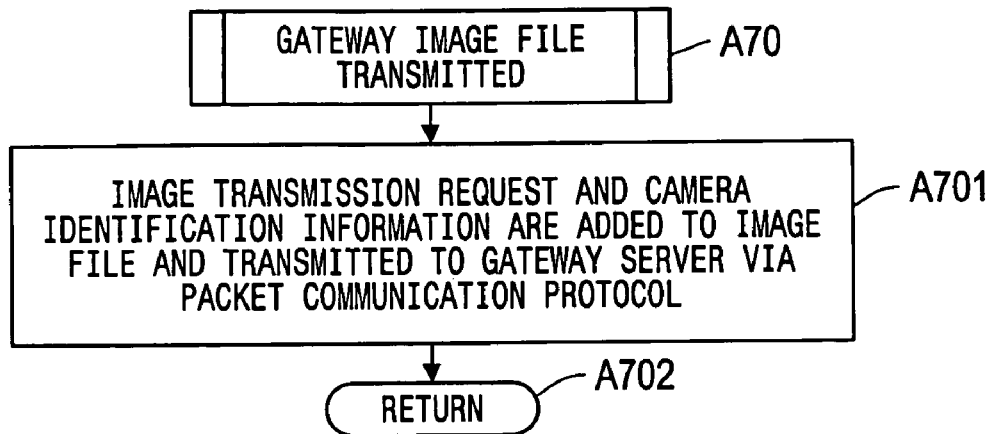 GATEWAY IMAGE FILE
TRANSMITTED
A70
IMAGE TRANSMISSION REQUEST AND CAMERA
IDENTIFICATION INFORMATION ARE ADDED TO IMAGE
FILE AND TRANSMITTED TO GATEWAY SERVER VIA
PACKET COMMUNICATION PROTOCOL
A701
RETURN
A702